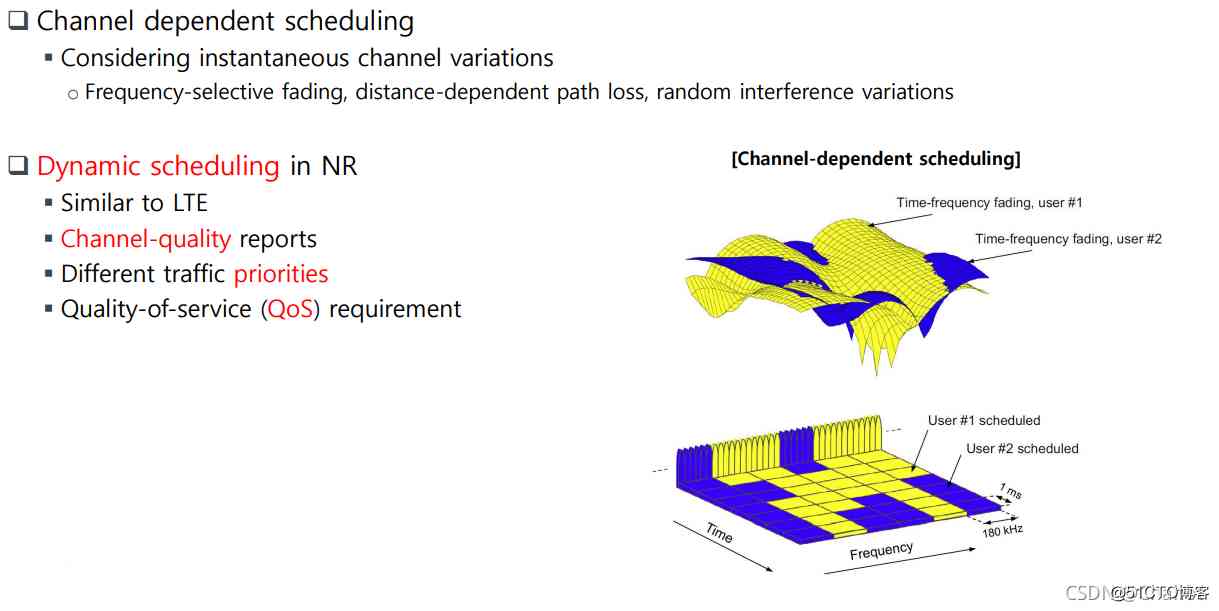 Channel dependent scheduling
Considering instantaneous channel variations
Frequency-selective fading, distance-dependent path loss, random interference variations
Dynamic scheduling in NR
Similar to LTE
Channel-quality reports
Different traffic priorities
Quality-of-service (QoS) requirement
[Channel-dependent scheduling]
Time-frequency fading, user #1
Time-frequency fading, user #2
User #1 scheduled
User #2 scheduled
1 ms
180 kHz
Time
Frequency
@51CTO博客